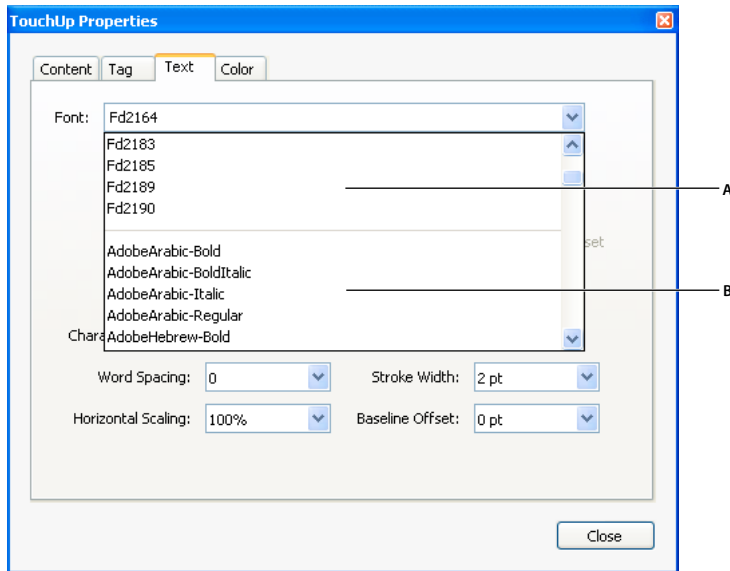 TouchUp Properties
Content Tag Text Color
Font: Fd2164
Fd2183
Fd2185
Fd2189
A
Fd2190
set
AdobeArabic-Bold
AdobeArabic-BoldItalic
AdobeArabic-Italic
B
AdobeArabic-Regular
Chara AdobeHebrew-Bold
Word Spacing: 0 Stroke Width: 2 pt
Horizontal Scaling: 100% Baseline Offset: 0 pt
Close